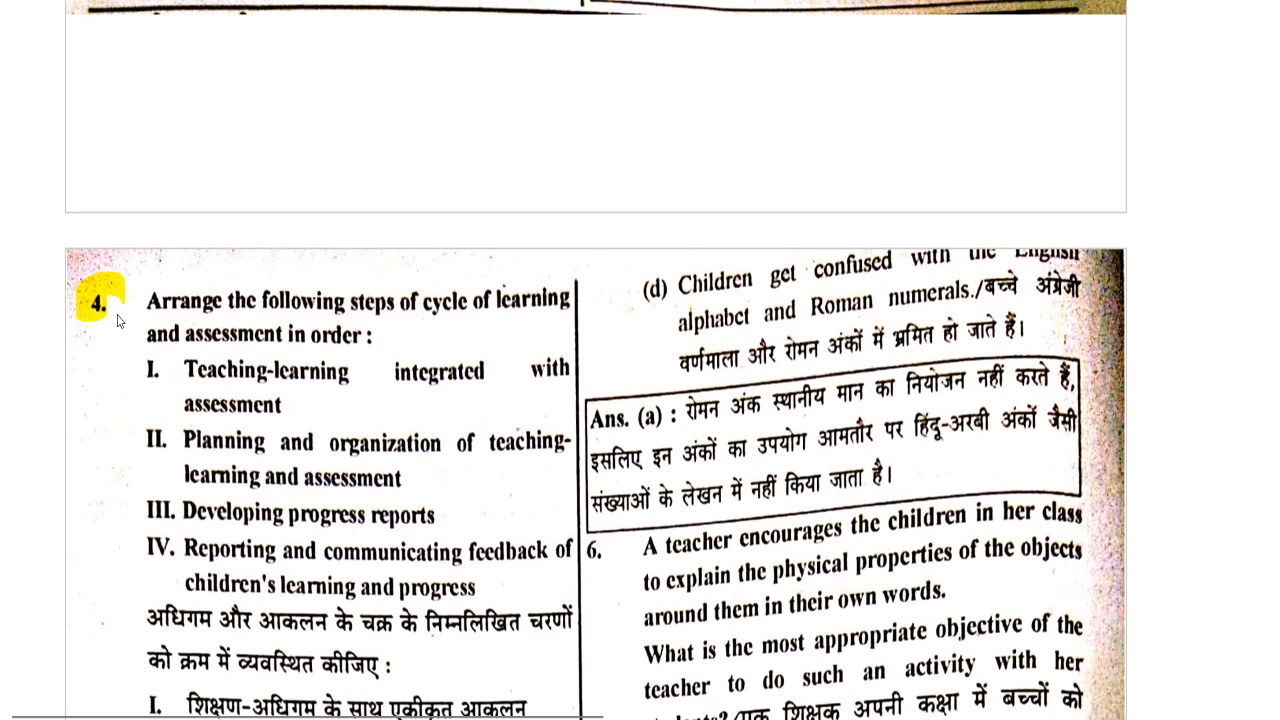 4. Arrange the following steps of cycle of learning
and assessment in order :
I. Teaching-learning integrated with
assessment
II. Planning and organization of teaching-
learning and assessment
III. Developing progress reports
IV. Reporting and communicating feedback of
children's learning and progress
अधिगम और आकलन के चक्र के निम्नलिखित चरणों
को क्रम में व्यवस्थित कीजिए :
I. शिक्षण-अधिगम के साथ एकीकृत आकलन
(d) Children get confused with the English
alphabet and Roman numerals./बच्चे अंग्रेजी
वर्णमाला और रोमन अंकों में भ्रमित हो जाते हैं।
Ans. (a) : रोमन अंक स्थानीय मान का नियोजन नहीं करते हैं,
इसलिए इन अंकों का उपयोग आमतौर पर हिंदू-अरबी अंकों जैसी
संख्याओं के लेखन में नहीं किया जाता है।
6. A teacher encourages the children in her class
to explain the physical properties of the objects
around them in their own words.
What is the most appropriate objective of the
teacher to do such an activity with her
शिक्षक अपनी कक्षा में बच्चों को